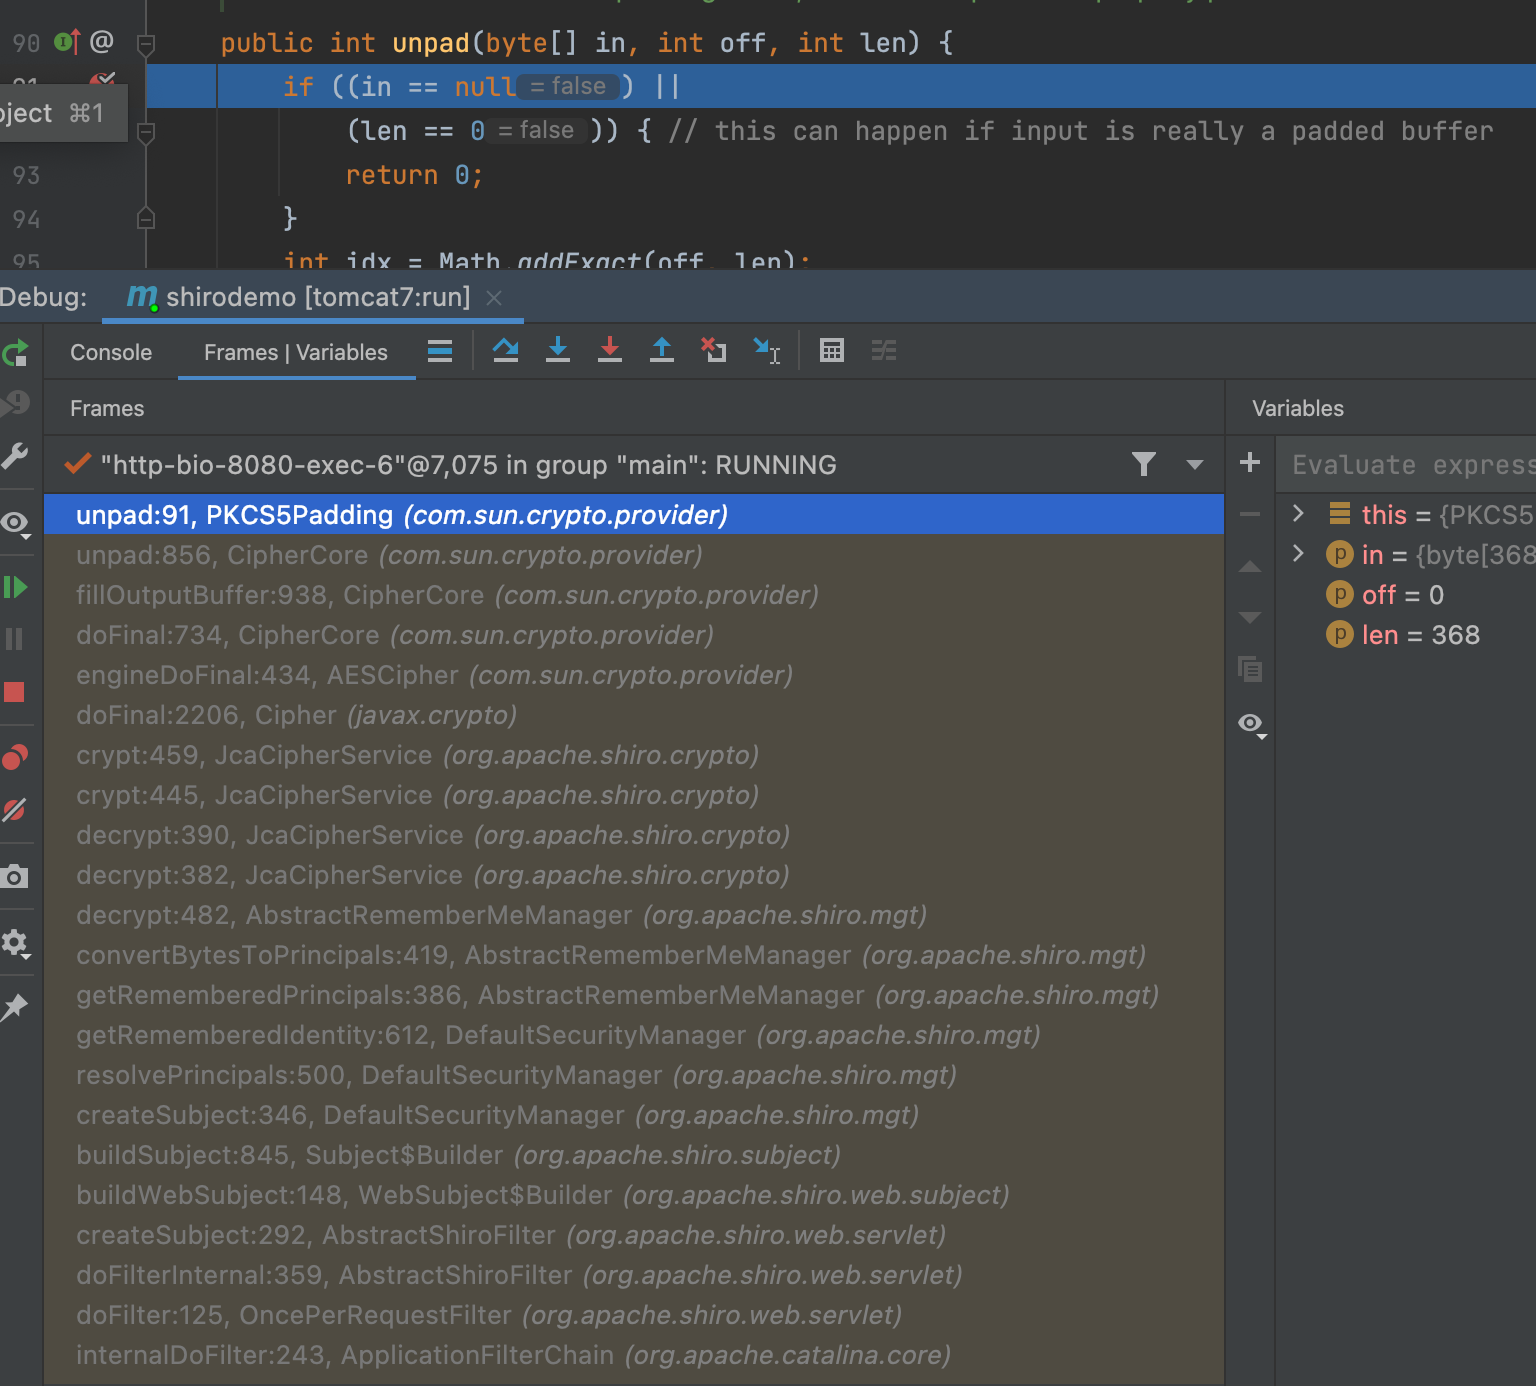 90 @ public int unpad(byte[] in, int off, int len) {
if ((in == null = false ) ||
ject ⌘1
(len == 0 = false )) { // this can happen if input is really a padded buffer
93 return 0;
94 }
95 int idx = Math.addExact(off, len);
Debug: shirodemo [tomcat7:run]
Console Frames | Variables
Frames
Variables
"http-bio-8080-exec-6"@7,075 in group "main": RUNNING
Evaluate express
unpad:91, PKCS5Padding (com.sun.crypto.provider)
unpad:856, CipherCore (com.sun.crypto.provider)
fillOutputBuffer:938, CipherCore (com.sun.crypto.provider)
doFinal:734, CipherCore (com.sun.crypto.provider)
engineDoFinal:434, AESCipher (com.sun.crypto.provider)
doFinal:2206, Cipher (javax.crypto)
crypt:459, JcaCipherService (org.apache.shiro.crypto)
crypt:445, JcaCipherService (org.apache.shiro.crypto)
decrypt:390, JcaCipherService (org.apache.shiro.crypto)
decrypt:382, JcaCipherService (org.apache.shiro.crypto)
decrypt:482, AbstractRememberMeManager (org.apache.shiro.mgt)
convertBytesToPrincipals:419, AbstractRememberMeManager (org.apache.shiro.mgt)
getRememberedPrincipals:386, AbstractRememberMeManager (org.apache.shiro.mgt)
getRememberedIdentity:612, DefaultSecurityManager (org.apache.shiro.mgt)
resolvePrincipals:500, DefaultSecurityManager (org.apache.shiro.mgt)
createSubject:346, DefaultSecurityManager (org.apache.shiro.mgt)
buildSubject:845, Subject$Builder (org.apache.shiro.subject)
buildWebSubject:148, WebSubject$Builder (org.apache.shiro.web.subject)
createSubject:292, AbstractShiroFilter (org.apache.shiro.web.servlet)
doFilterInternal:359, AbstractShiroFilter (org.apache.shiro.web.servlet)
doFilter:125, OncePerRequestFilter (org.apache.shiro.web.servlet)
internalDoFilter:243, ApplicationFilterChain (org.apache.catalina.core)
this = {PKCS5
p in = {byte[368
p off = 0
p len = 368